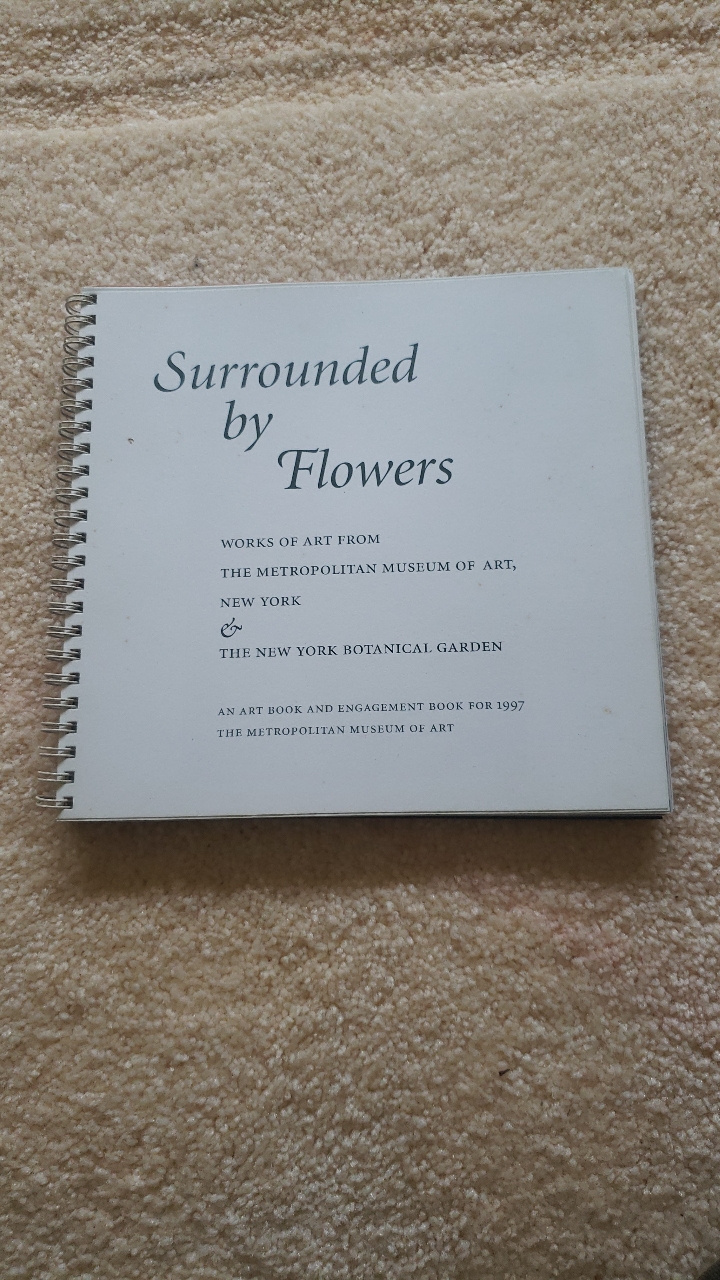 Surrounded
by
Flowers
WORKS OF ART FROM
THE METROPOLITAN MUSEUM OF ART,
NEW YORK
&
THE NEW YORK BOTANICAL GARDEN
AN ART BOOK AND ENGAGEMENT BOOK FOR 1997
THE METROPOLITAN MUSEUM OF ART